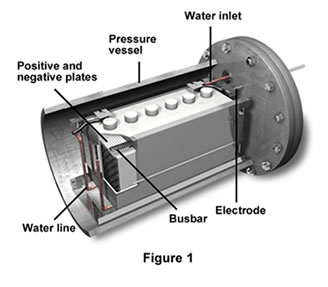 Water inlet
Pressure
vessel
Positive and
negative plates
Water line
Busbar
Electrode
Figure 1